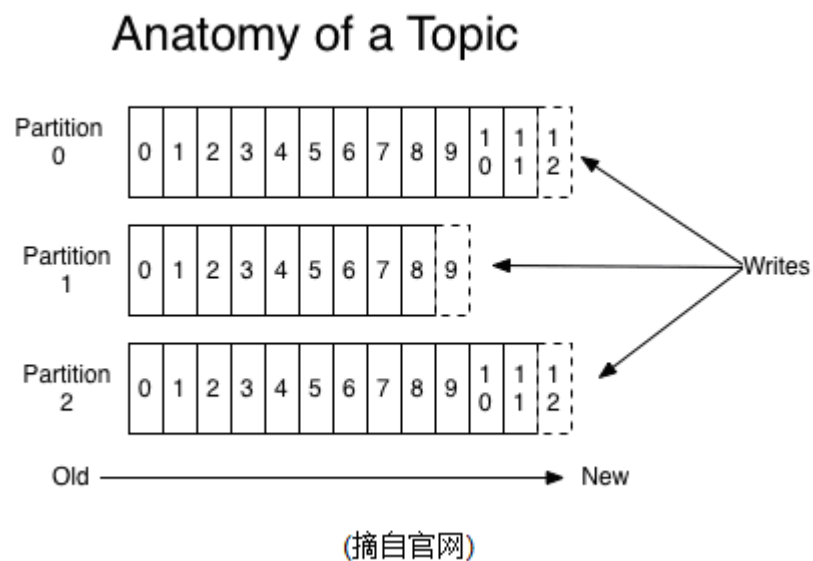 Anatomy of a Topic
Partition
0
0 1 2 3 4 5 6 7 8 9 10 11 12
Partition
1
0 1 2 3 4 5 6 7 8 9
Writes
Partition
2
0 1 2 3 4 5 6 7 8 9 10 11 12
Old
New
(摘自官网)